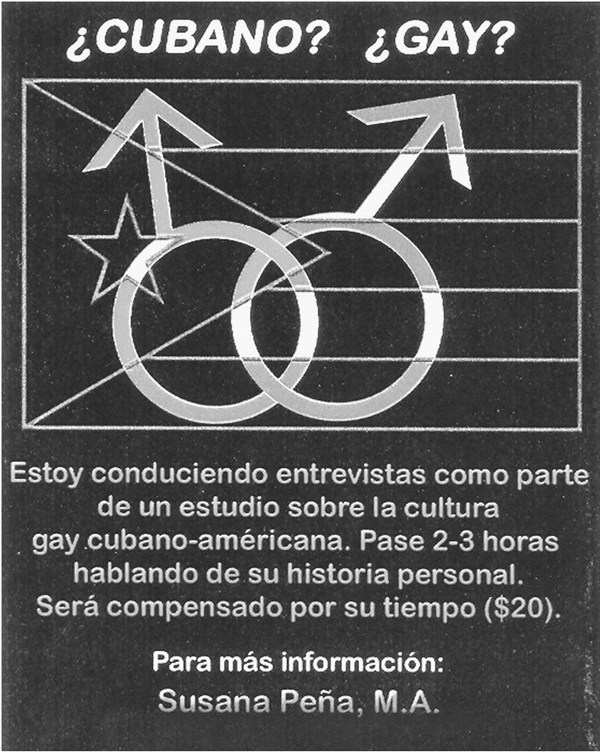 ¿CUBANO? ¿GAY?
Estoy conduciendo entrevistas como parte
de un estudio sobre la cultura
gay cubano-américana. Pase 2-3 horas
hablando de su historia personal.
Será compensado por su tiempo ($20).
Para más información:
Susana Peña, M.A.